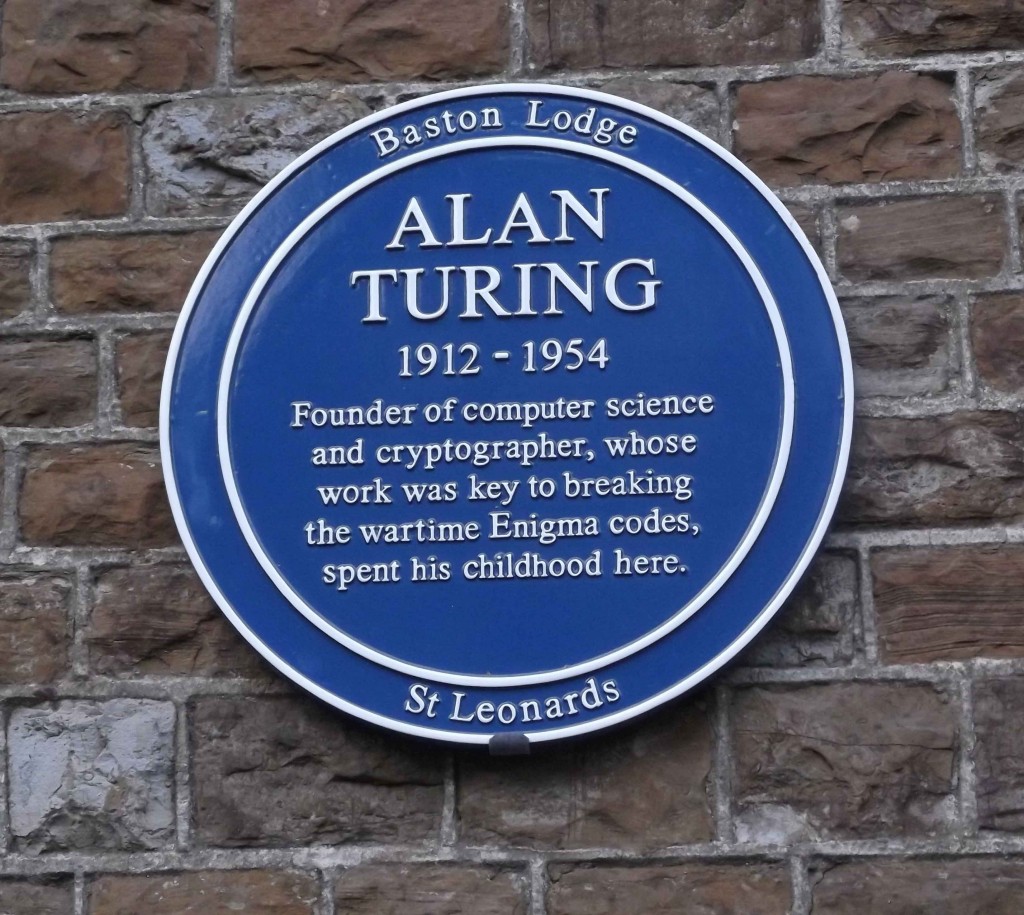 Baston Lodge
ALAN
TURING
1912 - 1954
Founder of computer science
and cryptographer, whose
work was key to breaking
the wartime Enigma codes,
spent his childhood here.
St Leonards